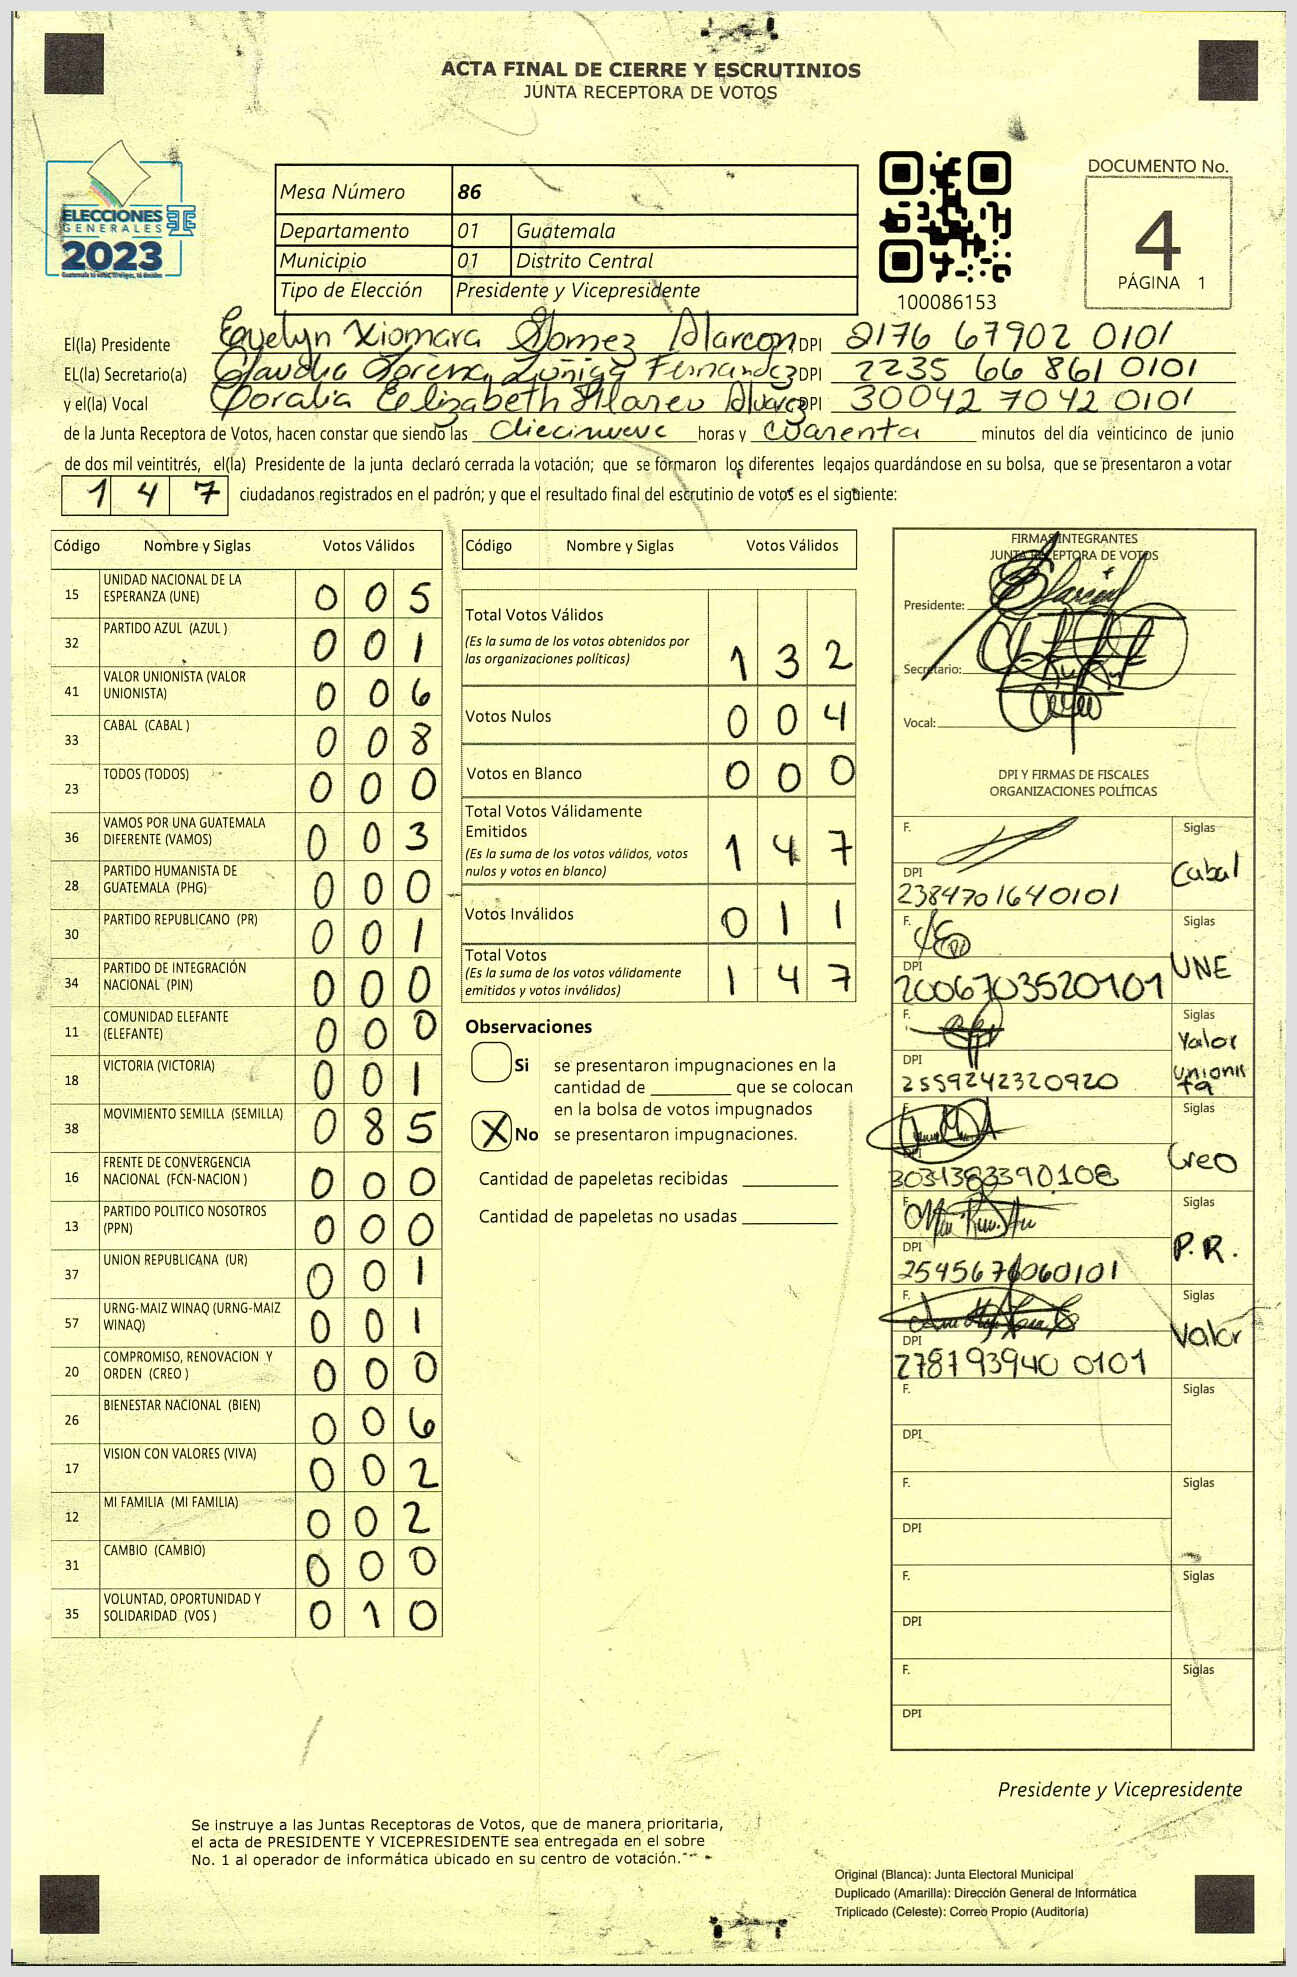 ACTA FINAL DE CIERRE Y ESCRUTINIOS
JUNTA RECEPTORA DE VOTOS
ELECCIONES
GENERALES
2023
Mesa Número 86
Departamento 01 Guatemala
Municipio 01 Distrito Central
Tipo de Elección Presidente y Vicepresidente
100086153
DOCUMENTO No.
4
PÁGINA 1
El(la) Presidente Evelyn Xiomara Gomez Alarcon DPI 2176 67902 0101
EL(la) Secretario(a) Claudia Lorena Zúñiga Fernandez DPI 2235 66 861 0101
y el(la) Vocal Doralia Elizabeth Alvarez DPI 30042 7042 0101
de la Junta Receptora de Votos, hacen constar que siendo las diecinueve horas y cuarenta minutos del día veinticinco de junio
de dos mil veintitrés, el(la) Presidente de la junta declaró cerrada la votación; que se formaron los diferentes legajos quardándose en su bolsa, que se presentaron a votar
1 4 7 ciudadanos registrados en el padrón; y que el resultado final del escrutinio de votos es el siguiente:
Código Nombre y Siglas Votos Válidos
15 UNIDAD NACIONAL DE LA ESPERANZA (UNE) 0 0 5
32 PARTIDO AZUL (AZUL ) 0 0 1
41 VALOR UNIONISTA (VALOR UNIONISTA) 0 0 6
33 CABAL (CABAL ) 0 0 8
23 TODOS (TODOS) 0 0 0
36 VAMOS POR UNA GUATEMALA DIFERENTE (VAMOS) 0 0 3
28 PARTIDO HUMANISTA DE GUATEMALA (PHG) 0 0 0
30 PARTIDO REPUBLICANO (PR) 0 0 1
34 PARTIDO DE INTEGRACIÓN NACIONAL (PIN) 0 0 0
11 COMUNIDAD ELEFANTE (ELEFANTE) 0 0 0
18 VICTORIA (VICTORIA) 0 0 1
38 MOVIMIENTO SEMILLA (SEMILLA) 0 8 5
16 FRENTE DE CONVERGENCIA NACIONAL (FCN-NACION ) 0 0 0
13 PARTIDO POLITICO NOSOTROS (PPN) 0 0 0
37 UNION REPUBLICANA (UR) 0 0 1
57 URNG-MAIZ WINAQ (URNG-MAIZ WINAQ) 0 0 1
20 COMPROMISO, RENOVACION Y ORDEN (CREO ) 0 0 0
26 BIENESTAR NACIONAL (BIEN) 0 0 6
17 VISION CON VALORES (VIVA) 0 0 2
12 MI FAMILIA (MI FAMILIA) 0 0 2
31 CAMBIO (CAMBIO) 0 0 0
35 VOLUNTAD, OPORTUNIDAD Y SOLIDARIDAD (VOS ) 0 1 0
Código Nombre y Siglas Votos Válidos
Total Votos Válidos
(Es la suma de los votos obtenidos por
las organizaciones políticas) 1 3 2
Votos Nulos 0 0 4
Votos en Blanco 0 0 0
Total Votos Válidamente
Emitidos
(Es la suma de los votos válidos, votos
nulos y votos en blanco) 1 4 7
Votos Inválidos 0 1 1
Total Votos
(Es la suma de los votos válidamente
emitidos y votos inválidos) 1 4 7
Observaciones
Si se presentaron impugnaciones en la
cantidad de ________ que se colocan
en la bolsa de votos impugnados
X No se presentaron impugnaciones.
Cantidad de papeletas recibidas
Cantidad de papeletas no usadas
FIRMAS INTEGRANTES
JUNTA RECEPTORA DE VOTOS
Presidente:
Secretario:
Vocal:
DPI Y FIRMAS DE FISCALES
ORGANIZACIONES POLÍTICAS
F. Siglas
Cabal
DPI
2384701640101
F. Siglas
UNE
DPI
2006703520101
F. Siglas
Valor
Unionis
ta
DPI
2559242320920
F. Siglas
Creo
DPI
3034383390108
F. Siglas
P.R.
DPI
2545676060101
F. Siglas
Valor
DPI
278793940 0101
F. Siglas
DPI
F. Siglas
DPI
F. Siglas
DPI
F. Siglas
DPI
Presidente y Vicepresidente
Se instruye a las Juntas Receptoras de Votos, que de manera prioritaria,
el acta de PRESIDENTE Y VICEPRESIDENTE sea entregada en el sobre
No. 1 al operador de informática ubicado en su centro de votación.
Original (Blanca): Junta Electoral Municipal
Duplicado (Amarilla): Dirección General de Informática
Triplicado (Celeste): Correo Propio (Auditoría)